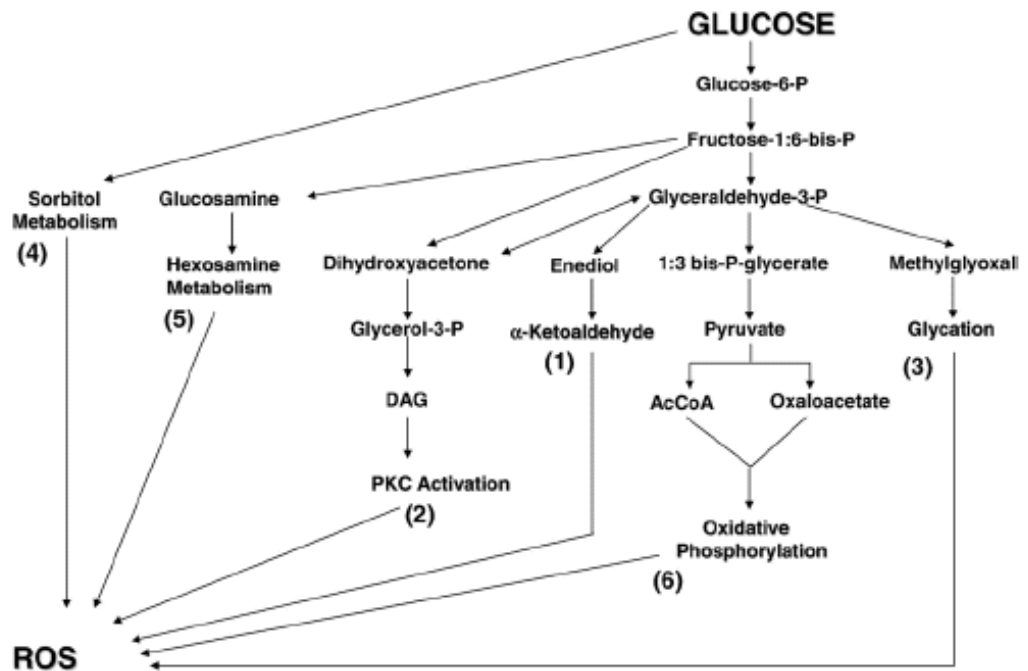 GLUCOSE
Glucose-6-P
Fructose-1:6-bis-P
Sorbitol
Metabolism
(4)
Glucosamine
Glyceraldehyde-3-P
Hexosamine
Metabolism
(5)
Dihydroxyacetone
Enediol
1:3 bis-P-glycerate
Methylglyoxal
Glycerol-3-P
α-Ketoaldehyde
(1)
Pyruvate
Glycation
(3)
DAG
AcCoA
Oxaloacetate
PKC Activation
(2)
Oxidative
Phosphorylation
(6)
ROS